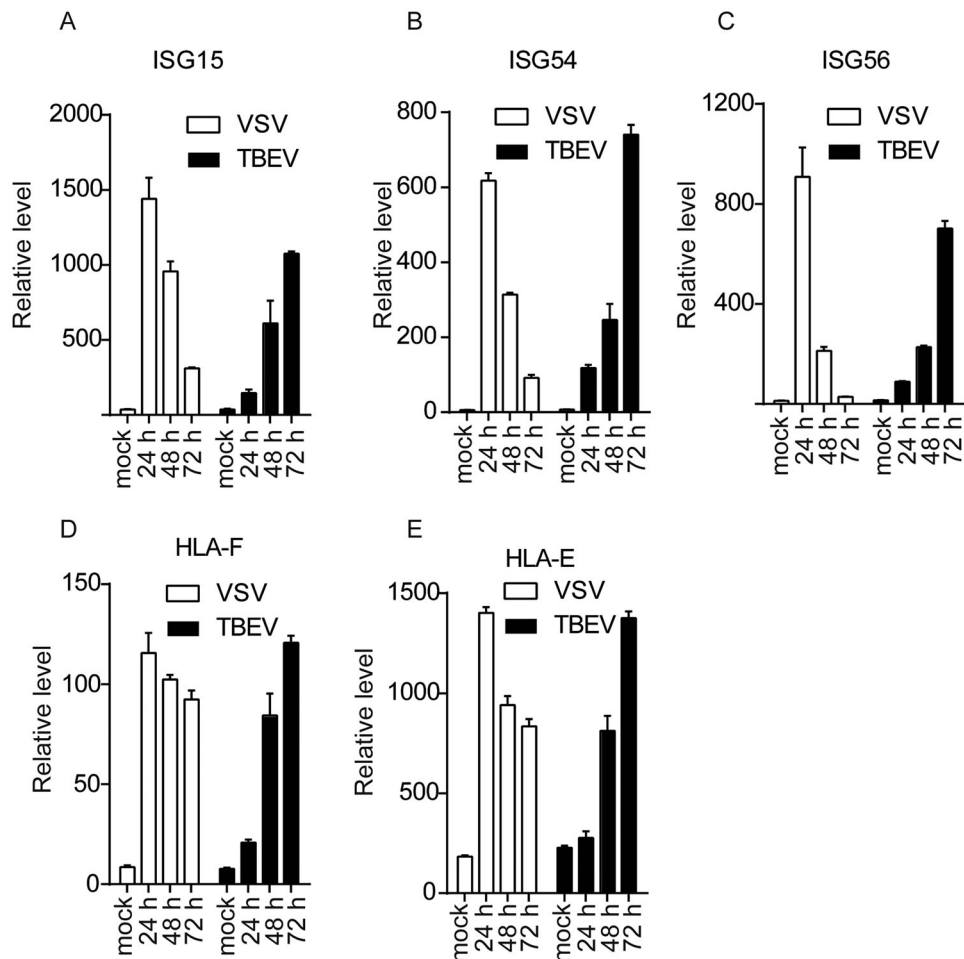 A
ISG15
2000
1500
1000
500
Relative level
VSV
TBEV
mock
24 h
48 h
72 h
mock
24 h
48 h
72 h
B
ISG54
800
600
400
200
0
Relative level
VSV
TBEV
mock
24 h
48 h
72 h
mock
24 h
48 h
72 h
C
ISG56
1200
800
400
Relative level
VSV
TBEV
mock
24 h
48 h
72 h
mock
24 h
48 h
72 h
D
HLA-F
150
100
50
0
Relative level
VSV
TBEV
mock
24 h
48 h
72 h
mock
24 h
48 h
72 h
E
HLA-E
1500
1000
500
0
Relative level
VSV
TBEV
mock
24 h
48 h
72 h
mock
24 h
48 h
72 h